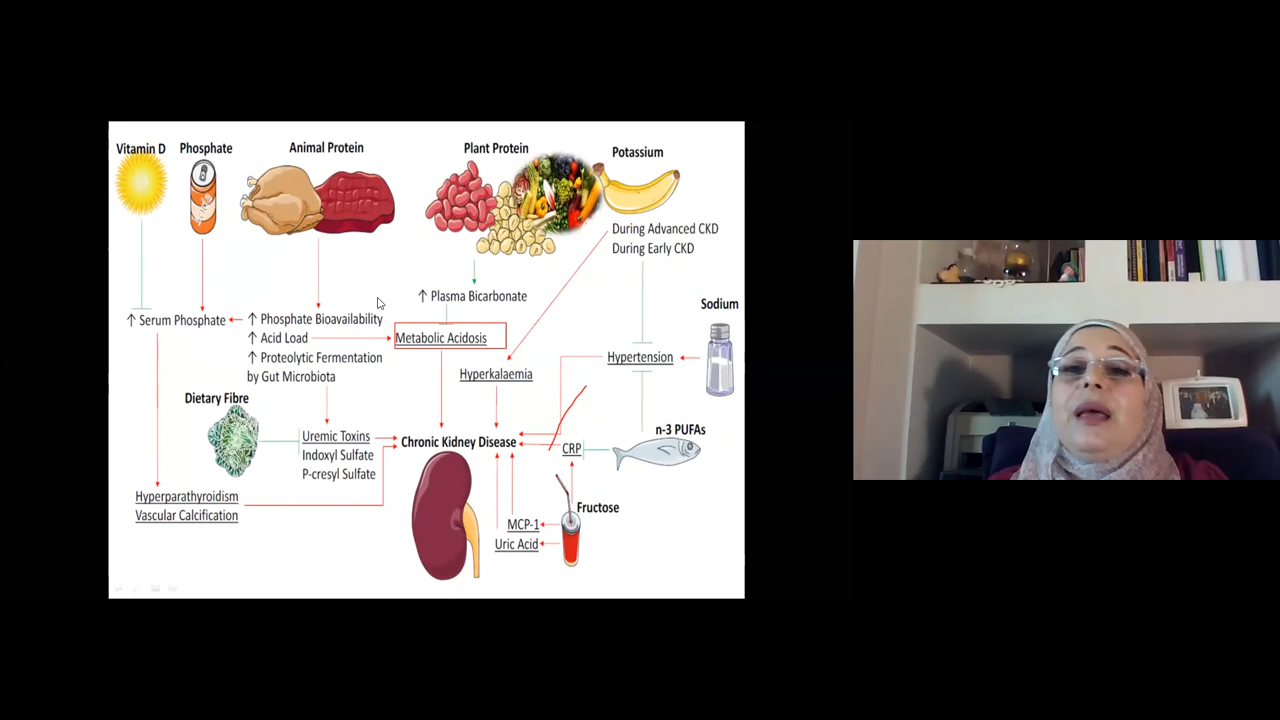 Vitamin D
Phosphate
Animal Protein
Plant Protein
Potassium
During Advanced CKD
During Early CKD
↑ Plasma Bicarbonate
Sodium
↑ Serum Phosphate
↑ Phosphate Bioavailability
↑ Acid Load
↑ Proteolytic Fermentation
by Gut Microbiota
Metabolic Acidosis
Hypertension
Hyperkalaemia
Dietary Fibre
Uremic Toxins
Indoxyl Sulfate
P-cresyl Sulfate
Chronic Kidney Disease
CRP
n-3 PUFAs
Hyperparathyroidism
Vascular Calcification
Fructose
MCP-1
Uric Acid